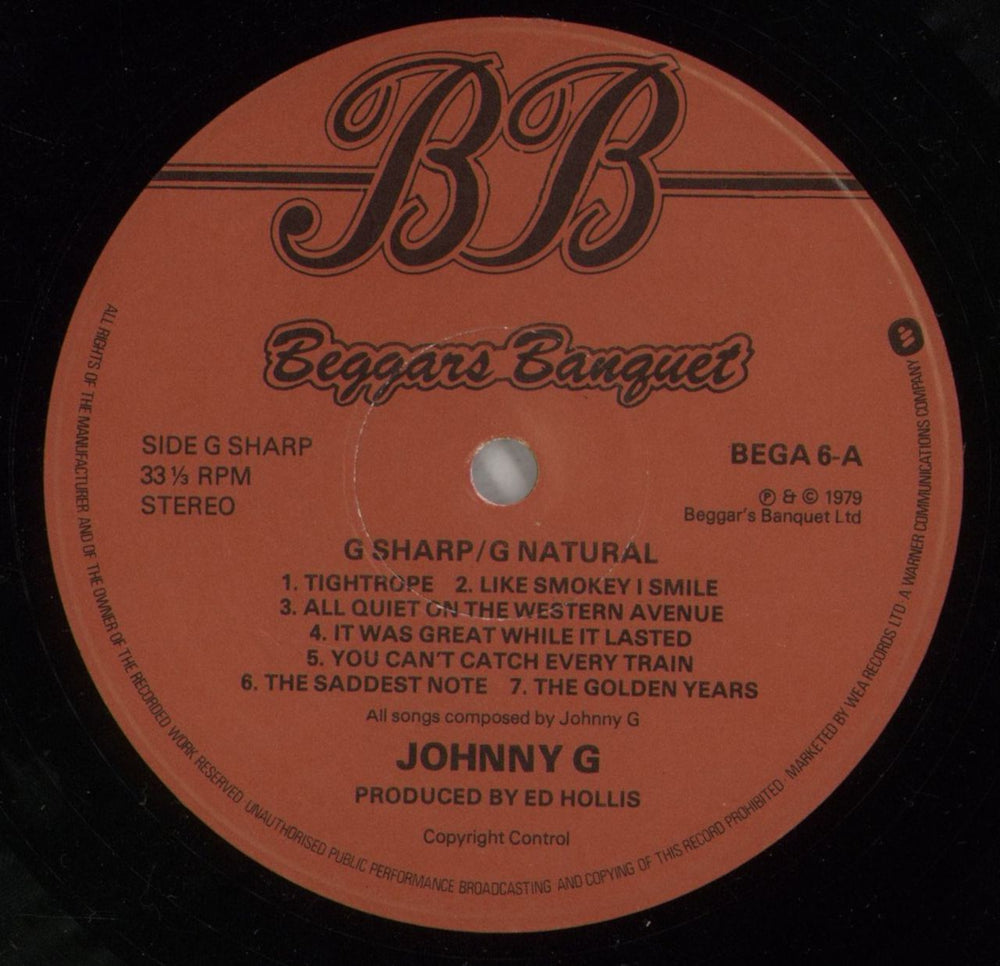 BB
Beggars Banquet
SIDE G SHARP
33 ⅓ RPM
STEREO
BEGA 6-A
℗ & © 1979
Beggar's Banquet Ltd
G SHARP/G NATURAL
1. TIGHTROPE 2. LIKE SMOKEY I SMILE
3. ALL QUIET ON THE WESTERN AVENUE
4. IT WAS GREAT WHILE IT LASTED
5. YOU CAN'T CATCH EVERY TRAIN
6. THE SADDEST NOTE 7. THE GOLDEN YEARS
All songs composed by Johnny G
JOHNNY G
PRODUCED BY ED HOLLIS
Copyright Control
ALL RIGHTS OF THE MANUFACTURER AND OF THE OWNER OF THE RECORDED WORK RESERVED UNAUTHORISED PUBLIC PERFORMANCE BROADCASTING AND COPYING OF THIS RECORD PROHIBITED · MARKETED BY WEA RECORDS LTD · A WARNER COMMUNICATIONS COMPANY